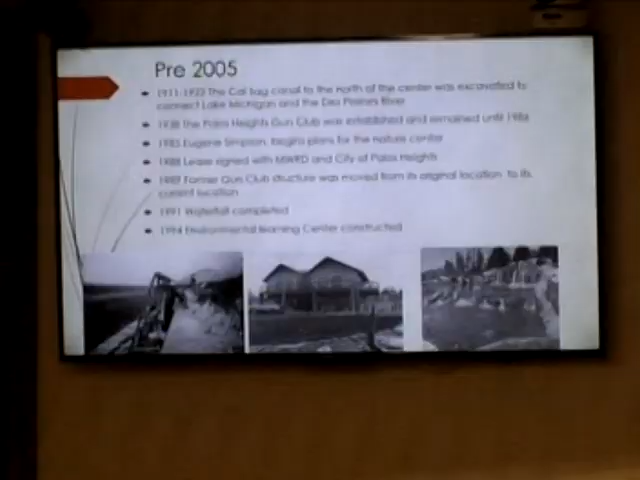 Pre 2005
1911-1922 The Cal Sag canal to the north of the center was excavated to
connect Lake Michigan and the Des Plaines River
1938 The Palos Heights Gun Club was established and remained until 1986
1985 Eugene Simpson, begins plans for the nature center
1988 Lease signed with MWRD and City of Palos Heights
1989 Former Gun Club structure was moved from its original location to its
current location
1991 Waterfall completed
1994 Environmental learning Center constructed